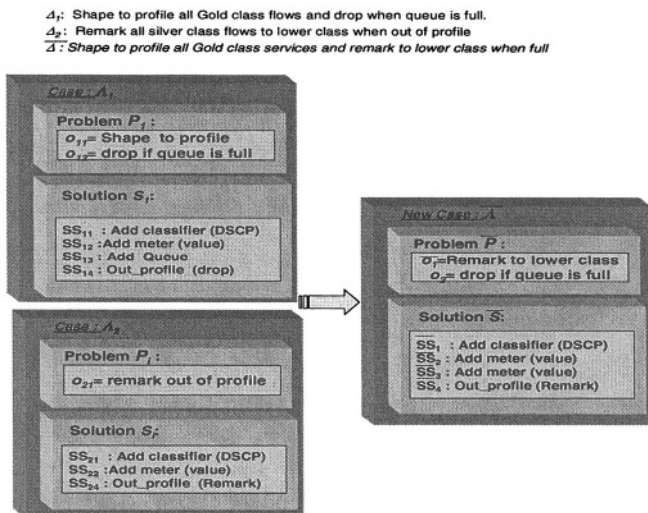 Δ₁: Shape to profile all Gold class flows and drop when queue is full.
Δ₂: Remark all silver class flows to lower class when out of profile
Δ̅ : Shape to profile all Gold class services and remark to lower class when full
Case : Δ₁
Problem P₁ :
o₁₁= Shape to profile
o₁₂= drop if queue is full
Solution S₁:
SS₁₁ : Add classifier (DSCP)
SS₁₂ :Add meter (value)
SS₁₃ : Add Queue
SS₁₄ : Out_profile (drop)
Case : Δ₂
Problem Pᵢ :
o₂₁= remark out of profile
Solution Sᵢ:
SS₂₁ : Add classifier (DSCP)
SS₂₂ :Add meter (value)
SS₂₄ : Out_profile (Remark)
New Case : Δ̅
Problem P̅ :
o̅₁=Remark to lower class
o₂= drop if queue is full
Solution S̅:
S̅S̅₁ : Add classifier (DSCP)
S̅S̅₂ : Add meter (value)
S̅S̅₃ : Add meter (value)
S̅S̅₄ : Out_profile (Remark)